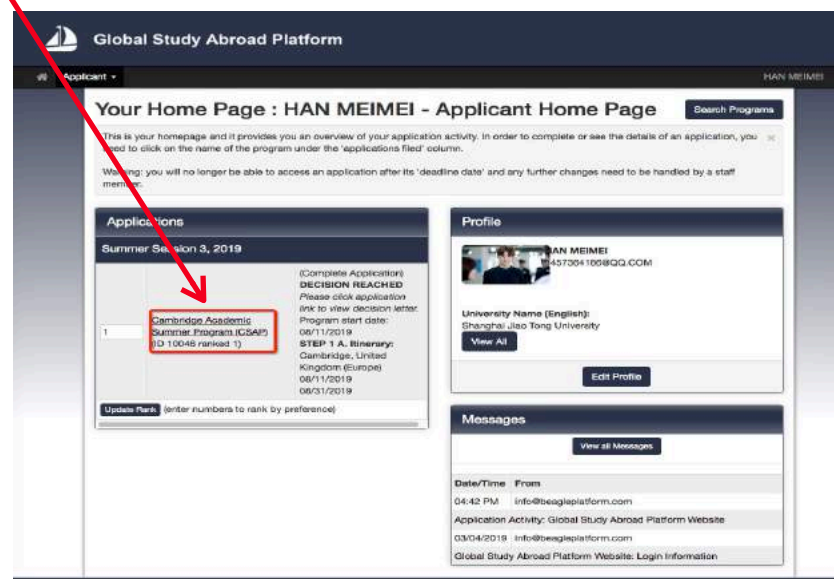 Global Study Abroad Platform
Applicant
HAN MEIMEI
Your Home Page : HAN MEIMEI - Applicant Home Page
Search Programs
This is your homepage and it provides you an overview of your application activity. In order to complete or see the details of an application, you
need to click on the name of the program under the 'applications filed' column.
Warning: you will no longer be able to access an application after its 'deadline date' and any further changes need to be handled by a staff
member.
Applications
Summer Session 3, 2019
1
Cambridge Academic
Summer Program (CSAP)
(ID 10046 ranked 1)
(Complete Application)
DECISION REACHED
Please click application
link to view decision letter.
Program start date:
08/11/2019
STEP 1 A. Itinerary:
Cambridge, United
Kingdom (Europe)
08/11/2019
08/31/2019
Update Rank (enter numbers to rank by preference)
Profile
HAN MEIMEI
University Name (English):
Shanghai Jiao Tong University
View All
Edit Profile
Messages
View all Messages
Date/Time From
04:42 PM info@beagleplatform.com
Application Activity: Global Study Abroad Platform Website
03/04/2019 info@beagleplatform.com
Global Study Abroad Platform Website: Login Information